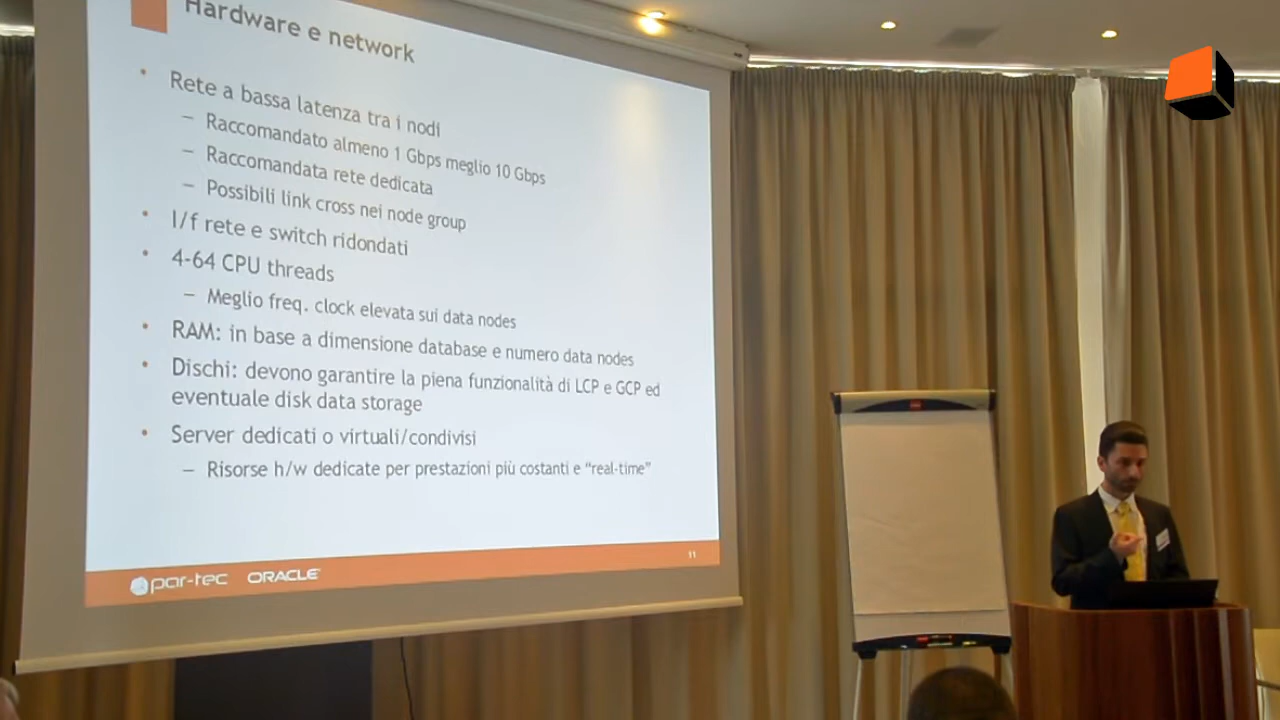 Hardware e network
• Rete a bassa latenza tra i nodi
– Raccomandato almeno 1 Gbps meglio 10 Gbps
– Raccomandata rete dedicata
– Possibili link cross nei node group
• I/f rete e switch ridondati
• 4-64 CPU threads
– Meglio freq. clock elevata sui data nodes
• RAM: in base a dimensione database e numero data nodes
• Dischi: devono garantire la piena funzionalità di LCP e GCP ed
eventuale disk data storage
• Server dedicati o virtuali/condivisi
– Risorse h/w dedicate per prestazioni più costanti e “real-time”
par-tec ORACLE
11